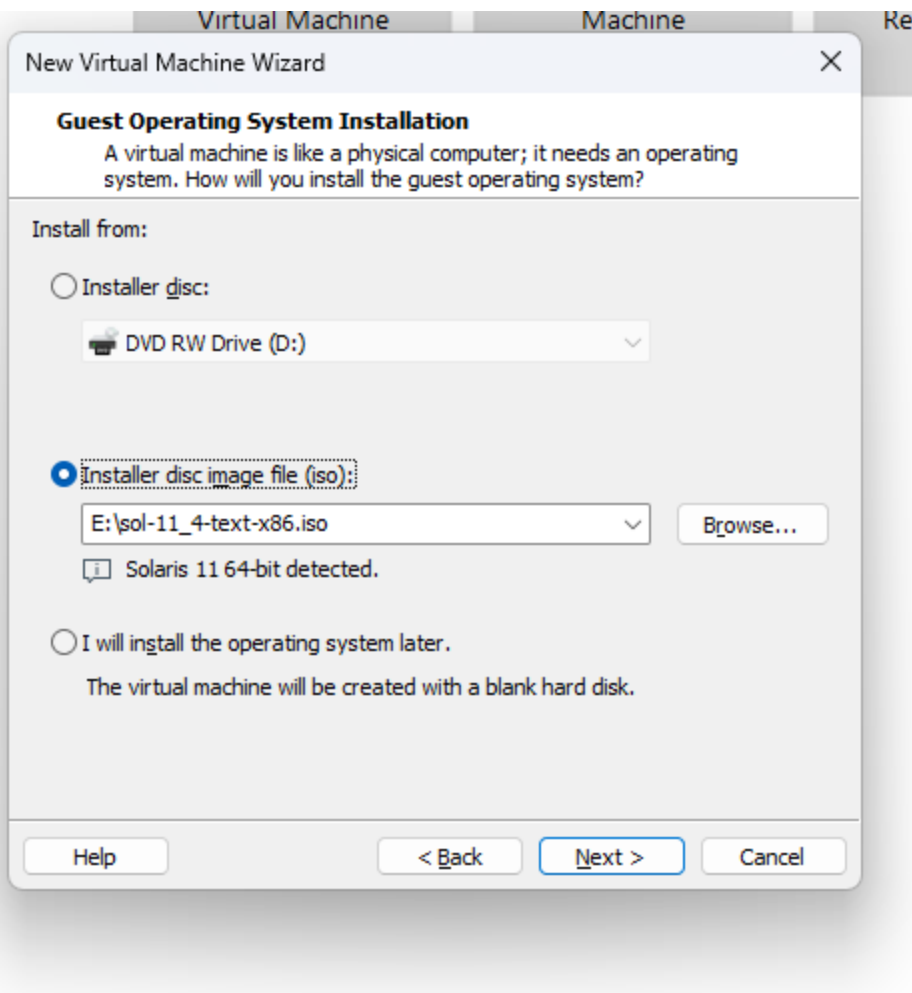 Virtual Machine
Machine
Re
New Virtual Machine Wizard
Guest Operating System Installation
A virtual machine is like a physical computer; it needs an operating
system. How will you install the guest operating system?
Install from:
Installer disc:
DVD RW Drive (D:)
Installer disc image file (iso):
E:\sol-11_4-text-x86.iso
Browse...
Solaris 11 64-bit detected.
I will install the operating system later.
The virtual machine will be created with a blank hard disk.
Help
< Back
Next >
Cancel